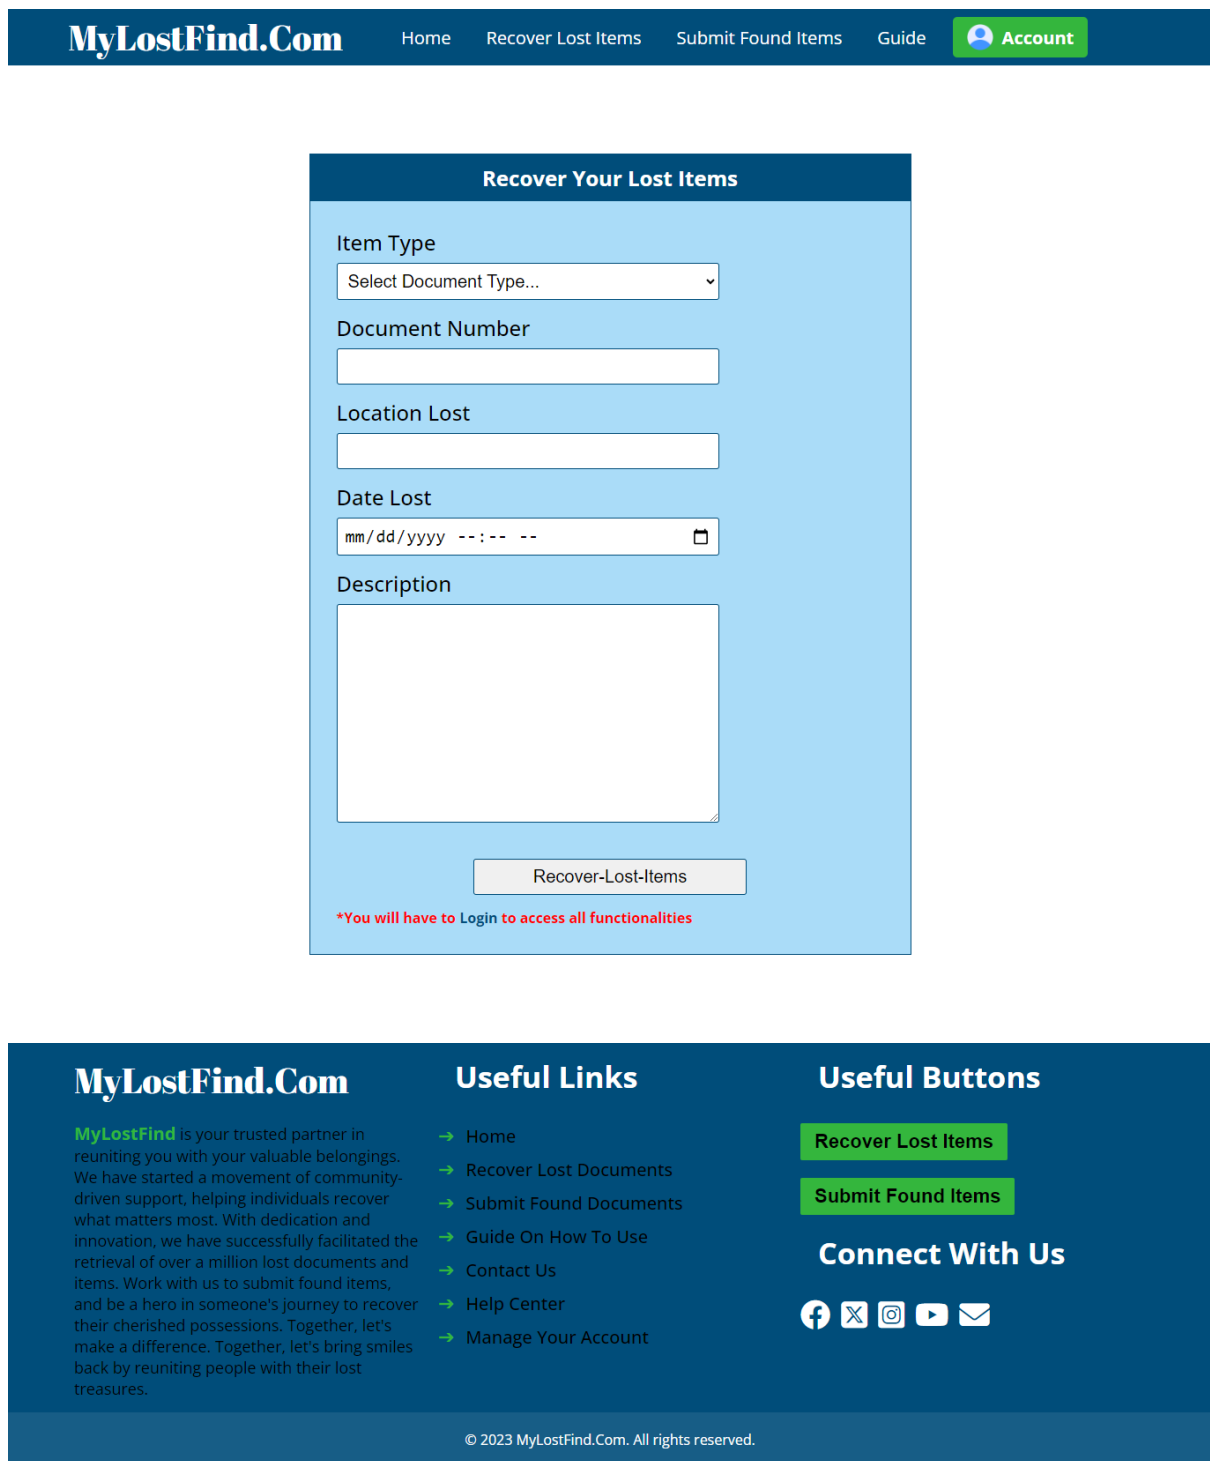 MyLostFind.Com
Home
Recover Lost Items
Submit Found Items
Guide
Account
Recover Your Lost Items
Item Type
Select Document Type...
Document Number
Location Lost
Date Lost
mm/dd/yyyy --:-- --
Description
Recover-Lost-Items
*You will have to Login to access all functionalities
MyLostFind.Com
MyLostFind is your trusted partner in
reuniting you with your valuable belongings.
We have started a movement of community-
driven support, helping individuals recover
what matters most. With dedication and
innovation, we have successfully facilitated the
retrieval of over a million lost documents and
items. Work with us to submit found items,
and be a hero in someone's journey to recover
their cherished possessions. Together, let's
make a difference. Together, let's bring smiles
back by reuniting people with their lost
treasures.
Useful Links
Home
Recover Lost Documents
Submit Found Documents
Guide On How To Use
Contact Us
Help Center
Manage Your Account
Useful Buttons
Recover Lost Items
Submit Found Items
Connect With Us
© 2023 MyLostFind.Com. All rights reserved.